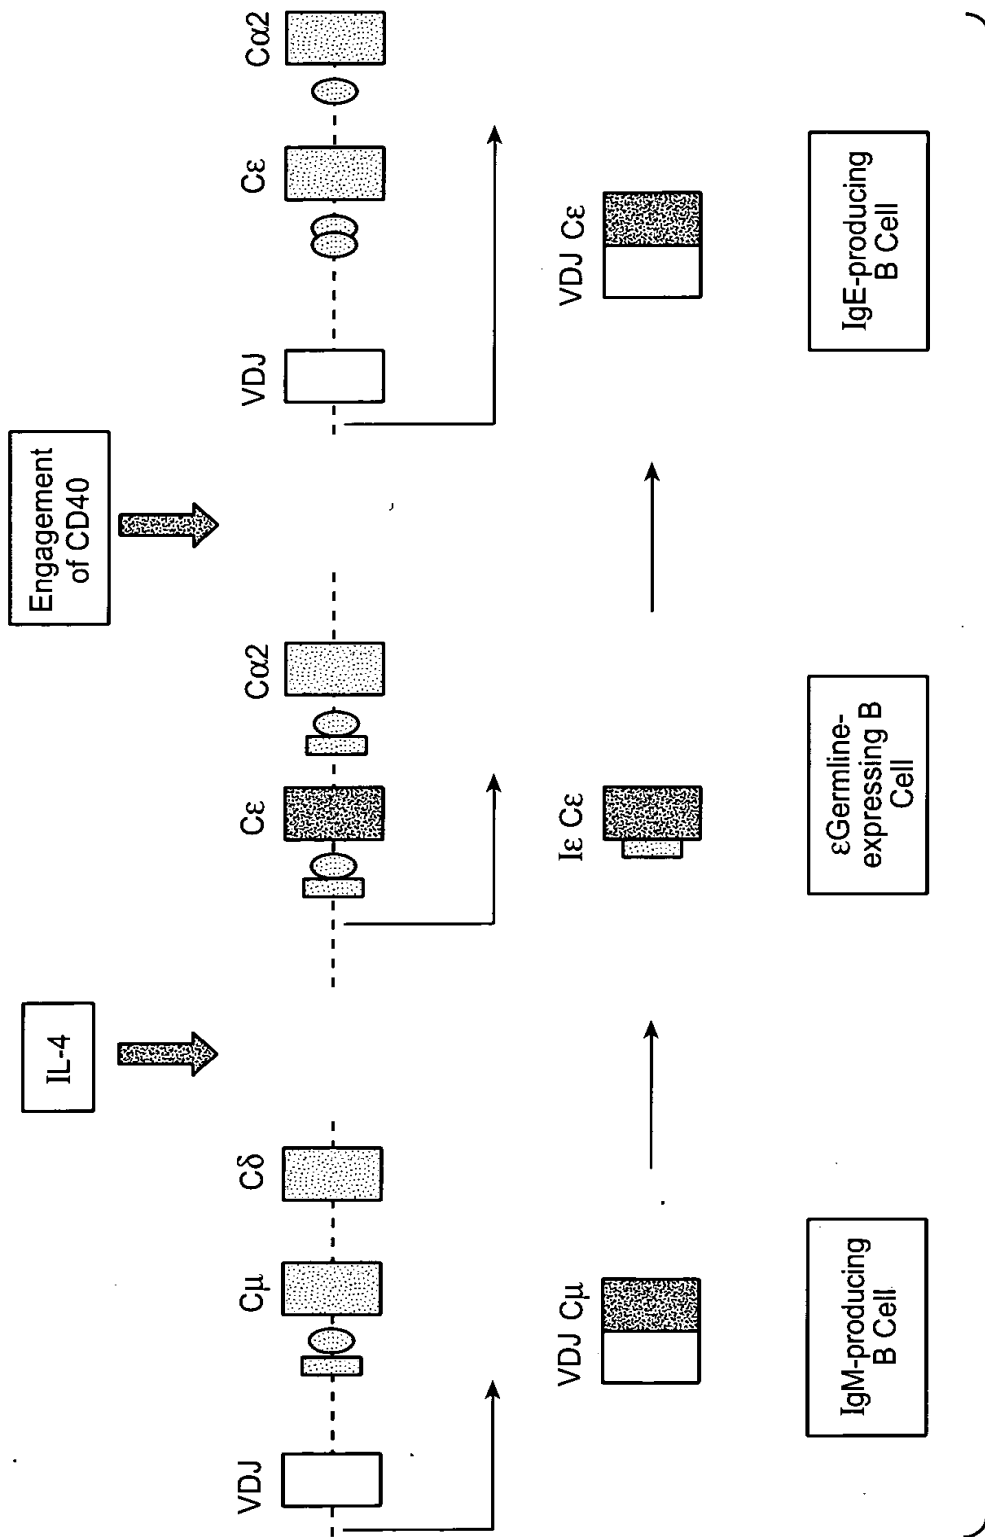 IL-4
Engagement
of CD40
VDJ
Cμ
Cδ
Cε
Cα2
VDJ
Cε
Cα2
VDJ Cμ
Iε Cε
VDJ Cε
IgM-producing
B Cell
εGermline-
expressing B
Cell
IgE-producing
B Cell